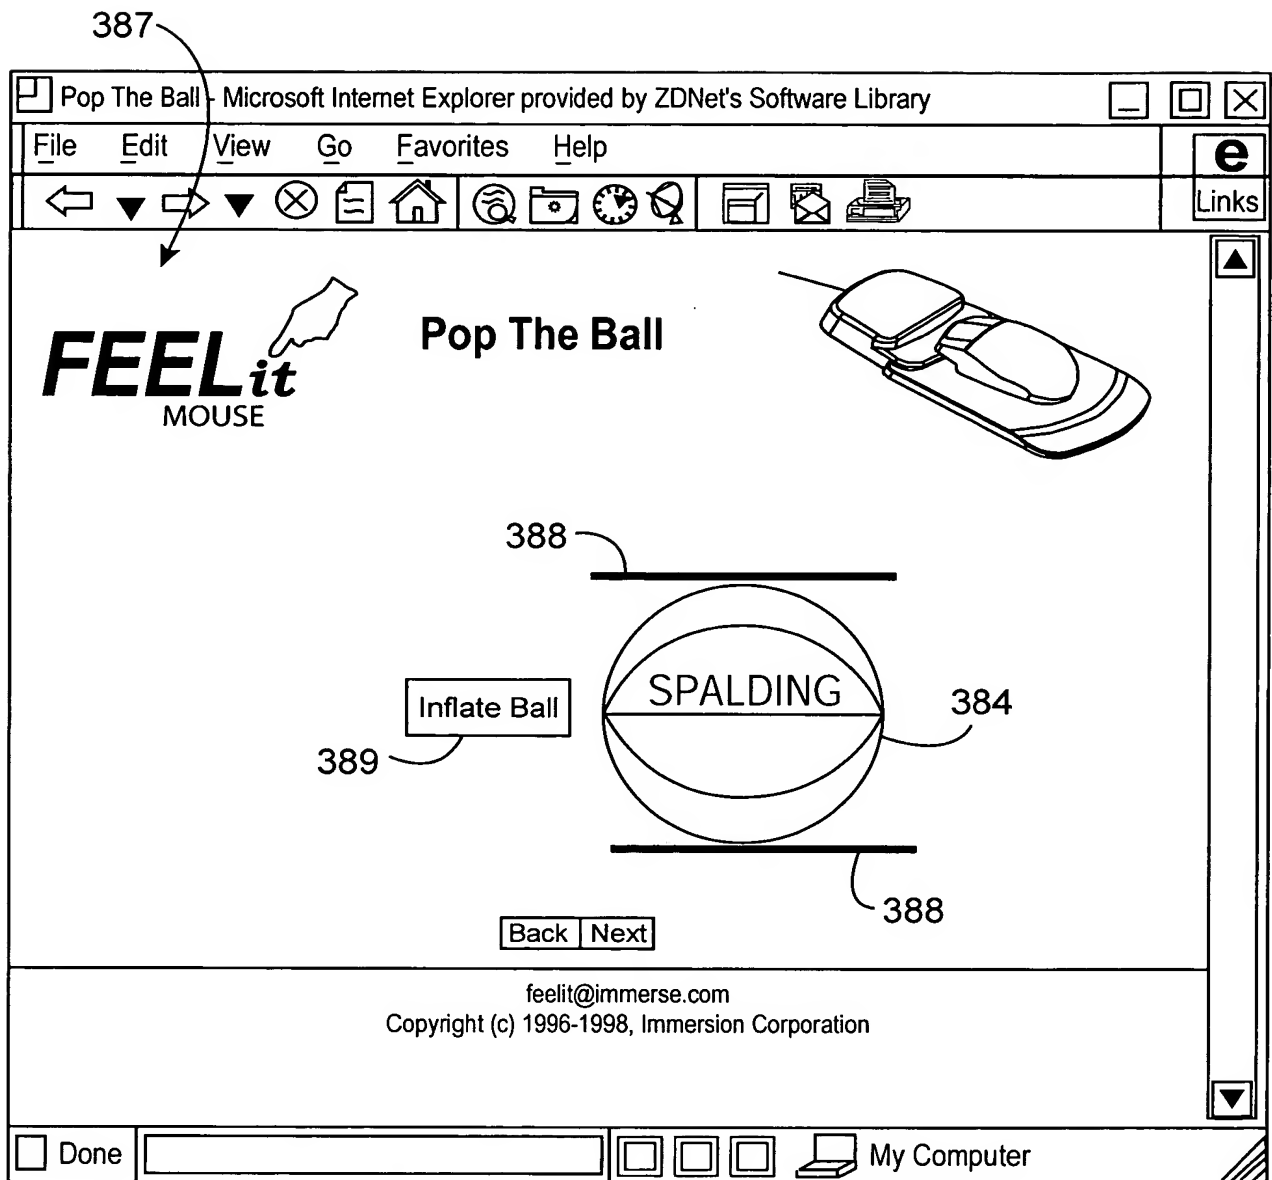 387
Pop The Ball - Microsoft Internet Explorer provided by ZDNet's Software Library
File Edit View Go Favorites Help
e
Links
FEELit
MOUSE
Pop The Ball
388
SPALDING
Inflate Ball
384
389
388
Back Next
feelit@immerse.com
Copyright (c) 1996-1998, Immersion Corporation
Done
My Computer